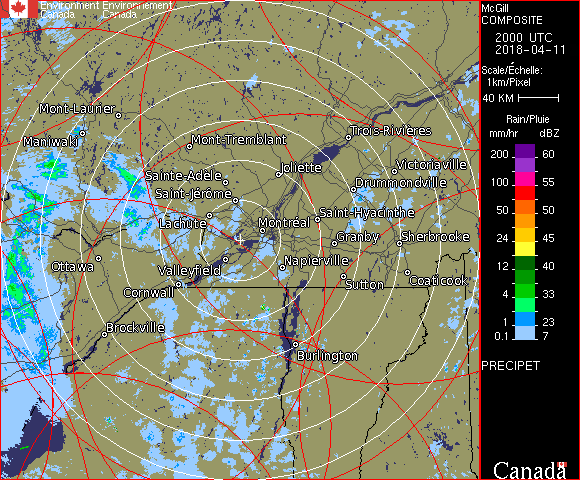 Environment Environnement
Canada Canada
McGill
COMPOSITE
2000 UTC
2018-04-11
Scale/Échelle:
1km/Pixel
40 KM
Rain/Pluie
mm/hr dBZ
200 60
155
100 55
50 50
24 45
12 40
4 33
1 23
0.1 7
PRECIPET
Canada
Mont-Laurier
Maniwaki
Mont-Tremblant
Trois-Rivières
Joliette
Victoriaville
Sainte-Adèle
Drummondville
Saint-Jérôme
Lachute
Saint-Hyacinthe
Montréal
Granby
Sherbrooke
Ottawa
Valleyfield
Napierville
Coaticook
Cornwall
Sutton
Brockville
Burlington